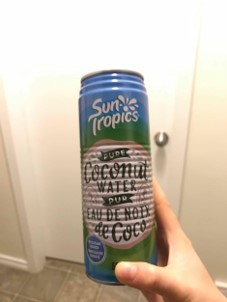 Sun
Tropics
PURE
Coconut
WATER
PUR
EAU DE NOIX
de Coco